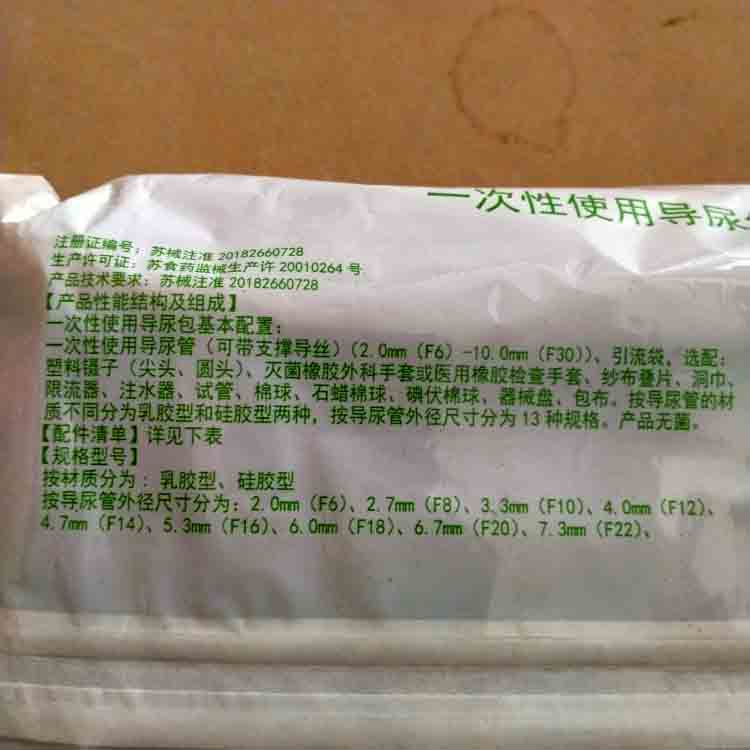 一次性使用导尿
注册证编号：苏械注准 20182660728
生产许可证：苏食药监械生产许 20010264 号
产品技术要求：苏械注准 20182660728
【产品性能结构及组成】
一次性使用导尿包基本配置：
一次性使用导尿管（可带支撑导丝）（2.0mm（F6）-10.0mm（F30））、引流袋，选配：
塑料镊子（尖头、圆头）、灭菌橡胶外科手套或医用橡胶检查手套、纱布叠片、洞巾、
限流器、注水器、试管、棉球、石蜡棉球、碘伏棉球、器械盘、包布。按导尿管的材
质不同分为乳胶型和硅胶型两种，按导尿管外径尺寸分为13种规格。产品无菌。
【配件清单】详见下表
【规格型号】
按材质分为：乳胶型、硅胶型
按导尿管外径尺寸分为：2.0mm（F6）、2.7mm（F8）、3.3mm（F10）、4.0mm（F12）、
4.7mm（F14）、5.3mm（F16）、6.0mm（F18）、6.7mm（F20）、7.3mm（F22）、